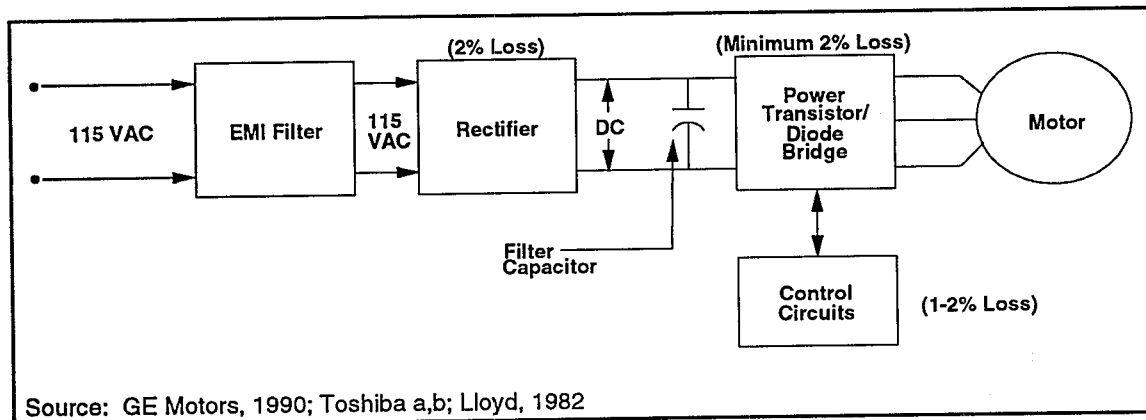 (2% Loss)
(Minimum 2% Loss)
115 VAC
EMI Filter
115
VAC
Rectifier
DC
Power
Transistor/
Diode
Bridge
Motor
Filter
Capacitor
Control
Circuits
(1-2% Loss)
Source: GE Motors, 1990; Toshiba a,b; Lloyd, 1982